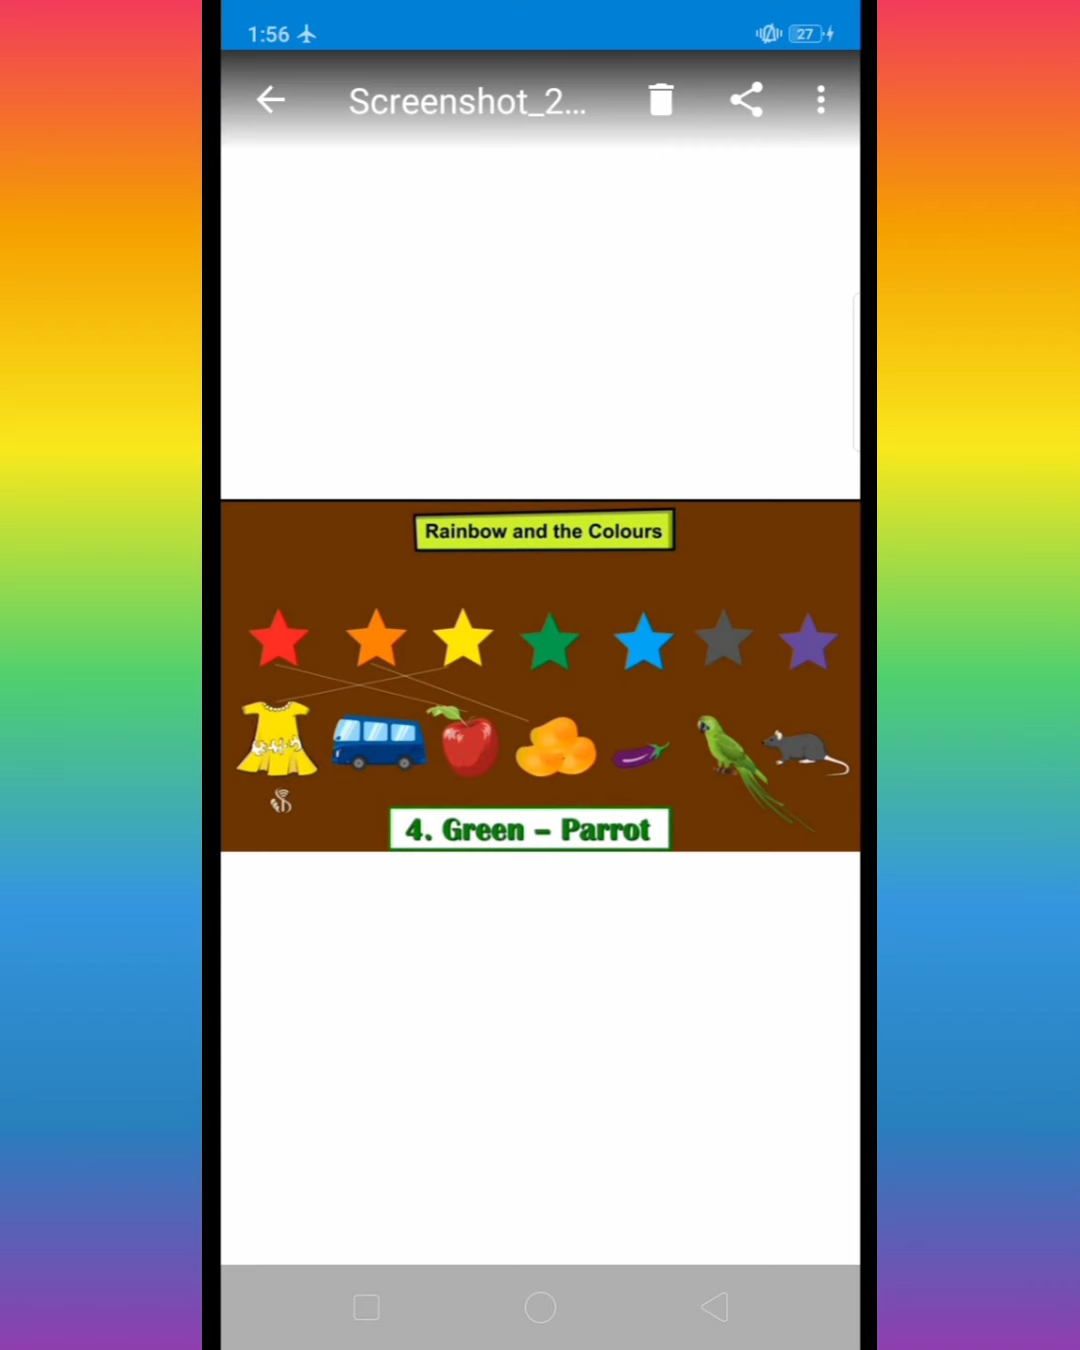 1:56
27
Screenshot_2...
Rainbow and the Colours
4. Green – Parrot